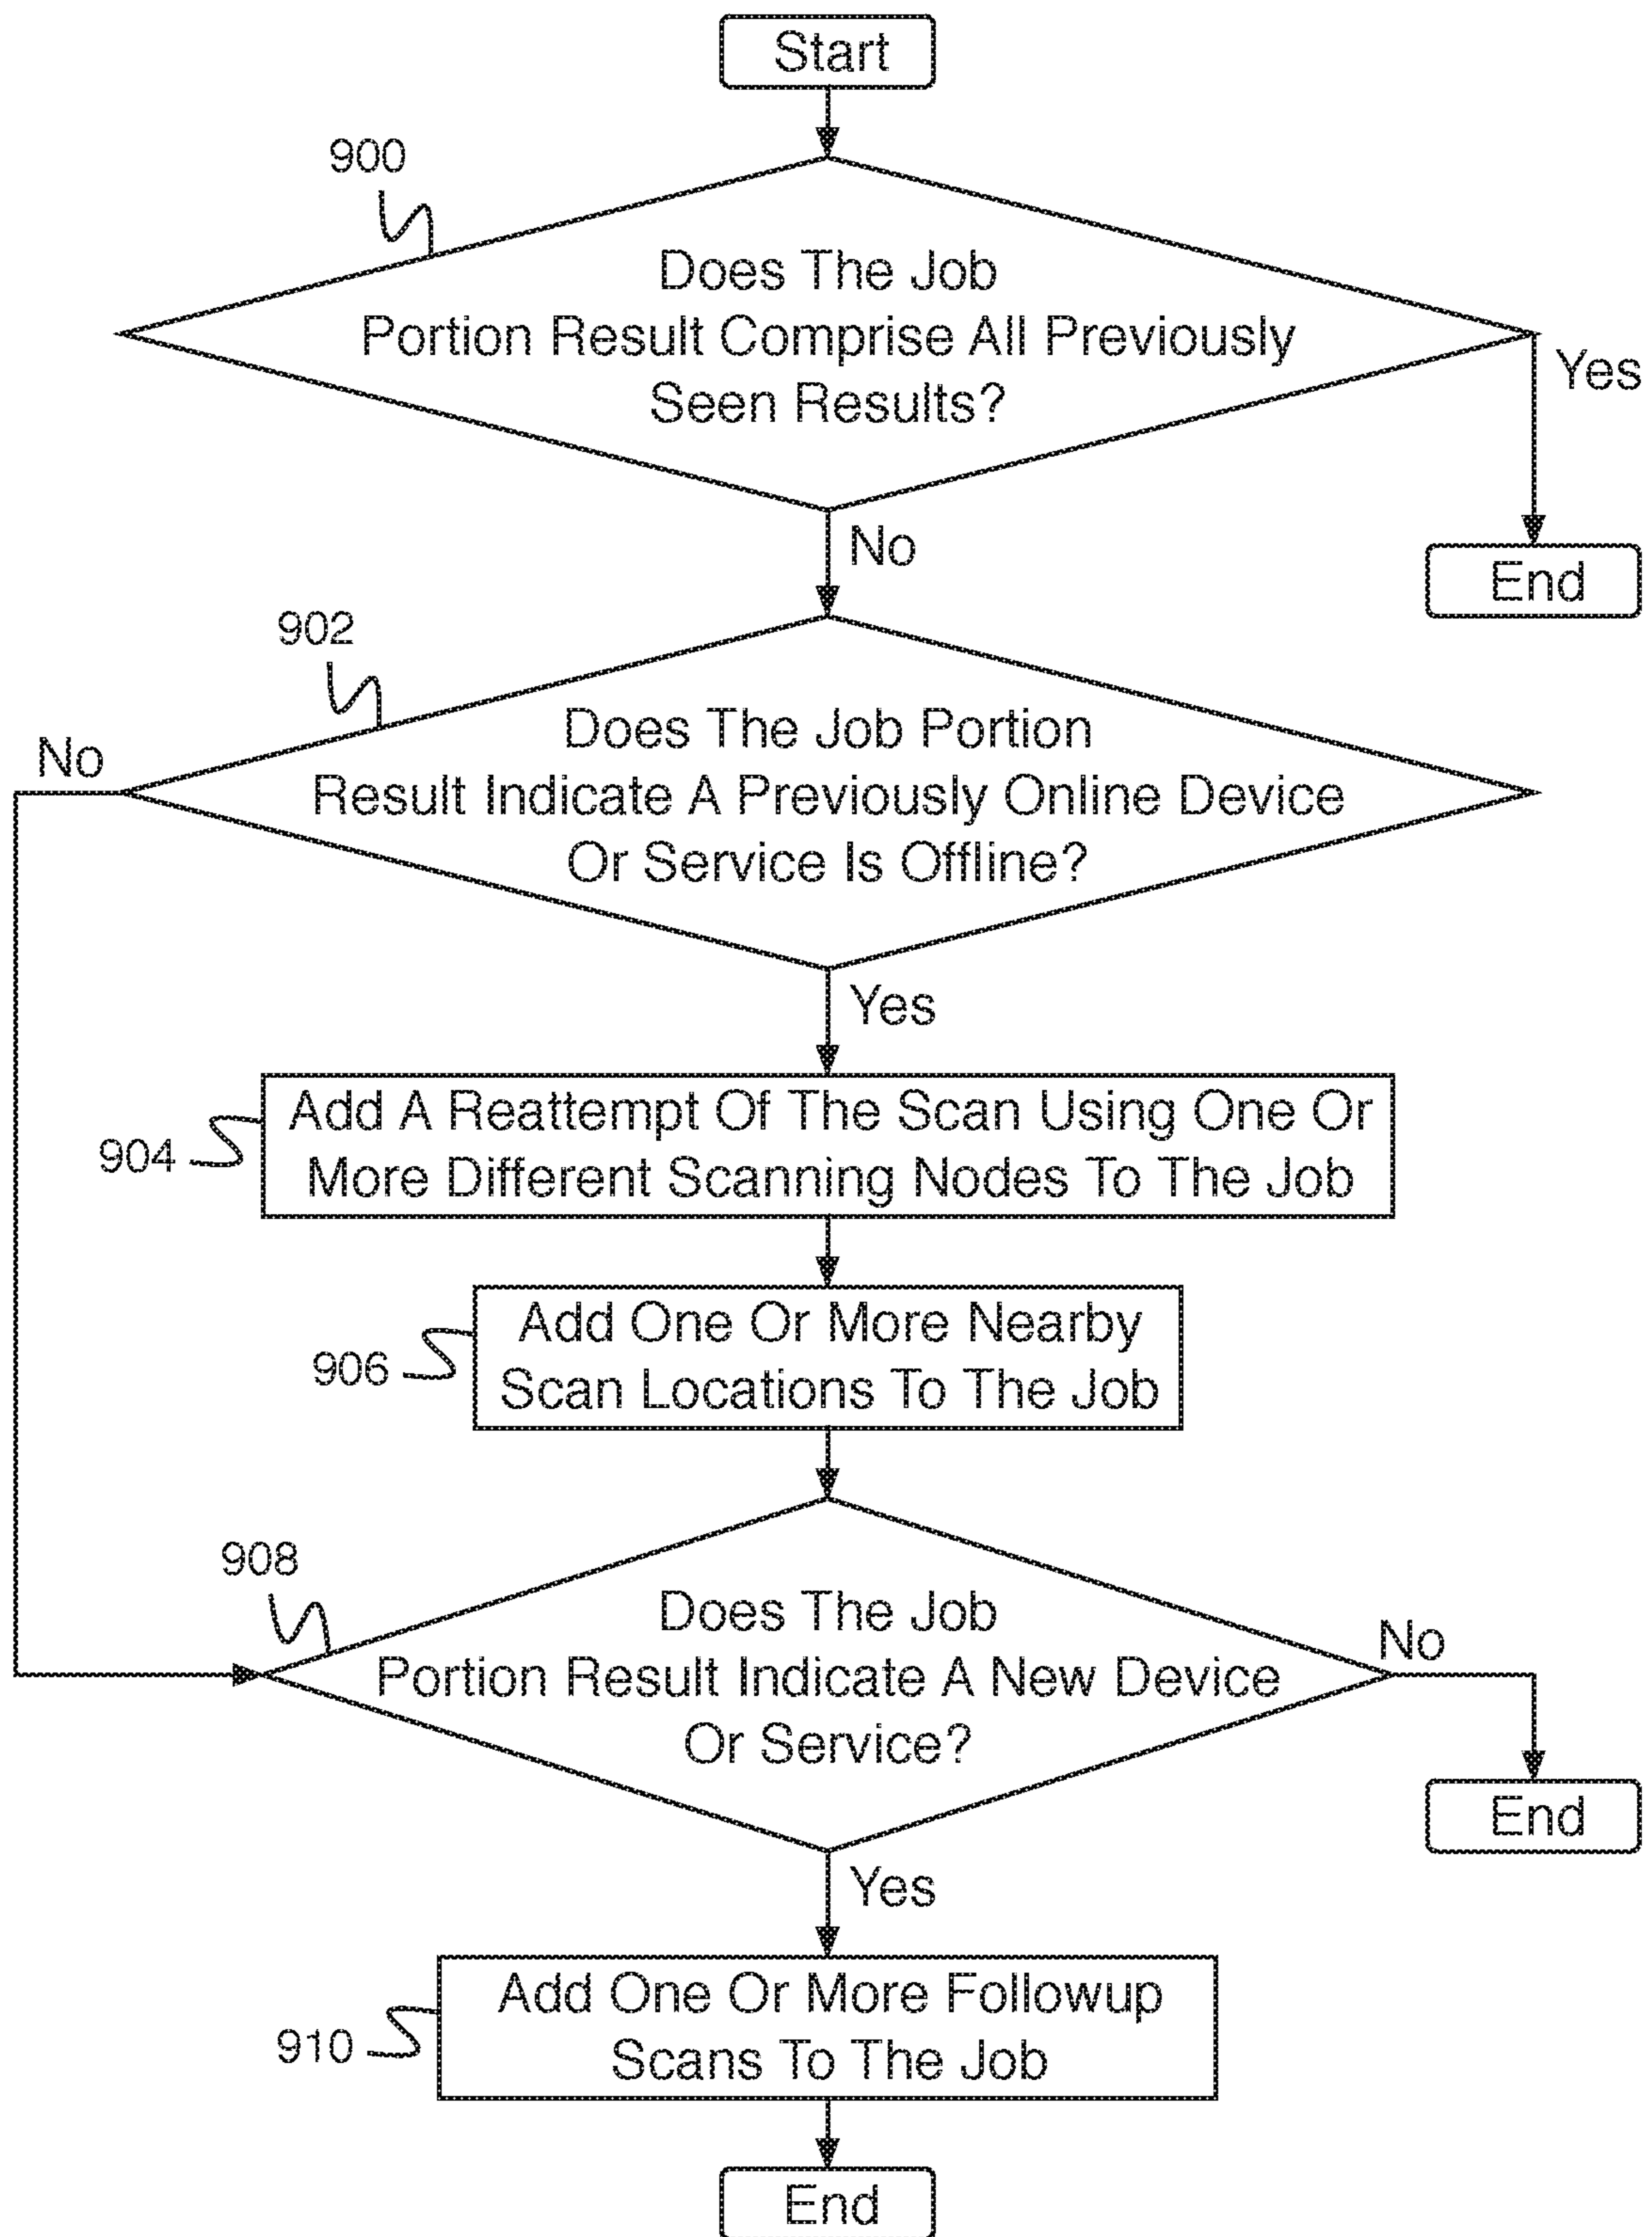 Start
900
Does The Job
Portion Result Comprise All Previously
Seen Results?
Yes
No
End
902
No
Does The Job Portion
Result Indicate A Previously Online Device
Or Service Is Offline?
Yes
904
Add A Reattempt Of The Scan Using One Or
More Different Scanning Nodes To The Job
906
Add One Or More Nearby
Scan Locations To The Job
908
Does The Job
Portion Result Indicate A New Device
Or Service?
No
End
Yes
910
Add One Or More Followup
Scans To The Job
End